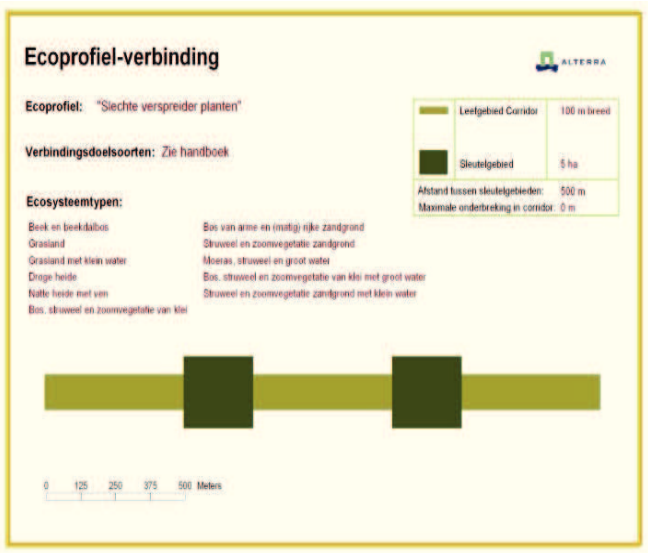 Ecoprofiel-verbinding
ALTERRA
Ecoprofiel: "Slechte verspreider planten"
Leefgebied Corridor 100 m breed
Verbindingsdoelsoorten: Zie handboek
Sleutelgebied 5 ha
Afstand tussen sleutelgebieden: 500 m
Maximale onderbreking in corridor: 0 m
Ecosysteemtypen:
Beek en beekdalbos
Grasland
Grasland met klein water
Droge heide
Natte heide met ven
Bos, struweel en zoomvegetatie van klei
Bos van arme en (matig) rijke zandgrond
Struweel en zoomvegetatie zandgrond
Moeras, struweel en groot water
Bos, struweel en zoomvegetatie van klei met groot water
Struweel en zoomvegetatie zandgrond met klein water
0 125 250 375 500 Meters